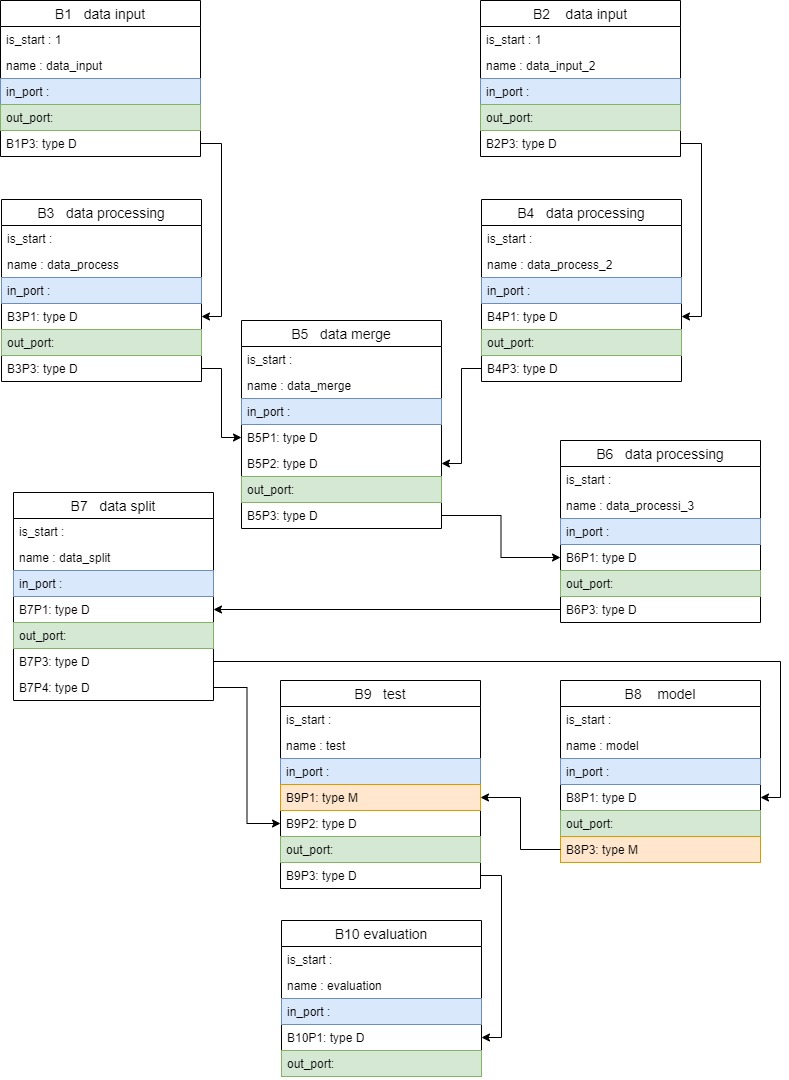 B1 data input
is_start : 1
name : data_input
in_port :
out_port:
B1P3: type D
B2 data input
is_start : 1
name : data_input_2
in_port :
out_port:
B2P3: type D
B3 data processing
is_start :
name : data_process
in_port :
B3P1: type D
out_port:
B3P3: type D
B4 data processing
is_start :
name : data_process_2
in_port :
B4P1: type D
out_port:
B4P3: type D
B5 data merge
is_start :
name : data_merge
in_port :
B5P1: type D
B5P2: type D
out_port:
B5P3: type D
B6 data processing
is_start :
name : data_processi_3
in_port :
B6P1: type D
out_port:
B6P3: type D
B7 data split
is_start :
name : data_split
in_port :
B7P1: type D
out_port:
B7P3: type D
B7P4: type D
B9 test
is_start :
name : test
in_port :
B9P1: type M
B9P2: type D
out_port:
B9P3: type D
B8 model
is_start :
name : model
in_port :
B8P1: type D
out_port:
B8P3: type M
B10 evaluation
is_start :
name : evaluation
in_port :
B10P1: type D
out_port: